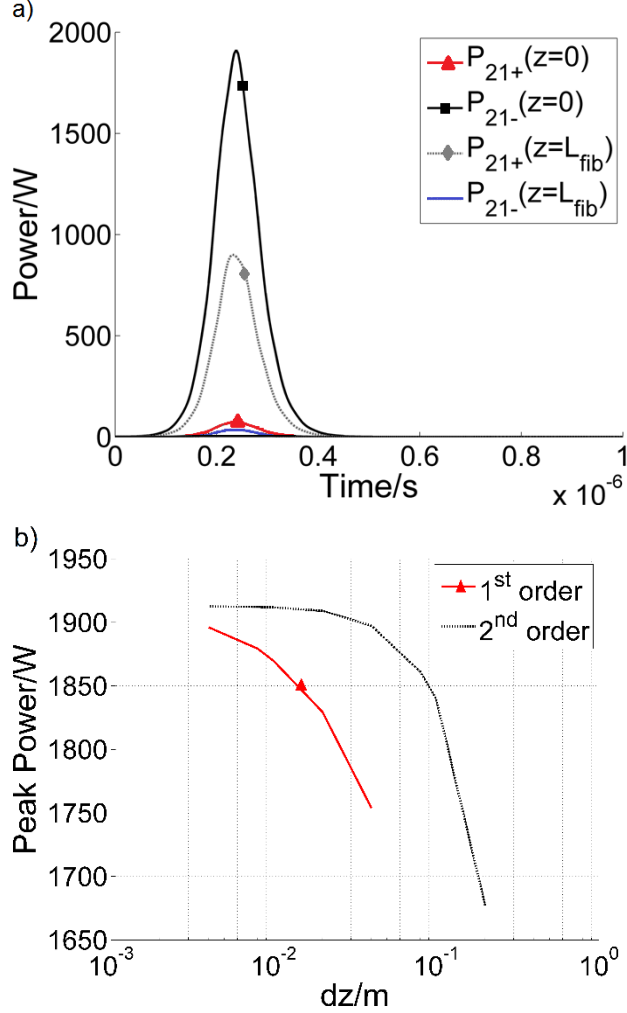 a)
2000
1500
1000
500
0
Power/W
P21+(z=0)
P21-(z=0)
P21+(z=Lfib)
P21-(z=Lfib)
0 0.2 0.4 0.6 0.8 1
Time/s
x 10-6
b)
1950
1900
1850
1800
1750
1700
1650
Peak Power/W
1st order
2nd order
10-3 10-2 10-1 100
dz/m